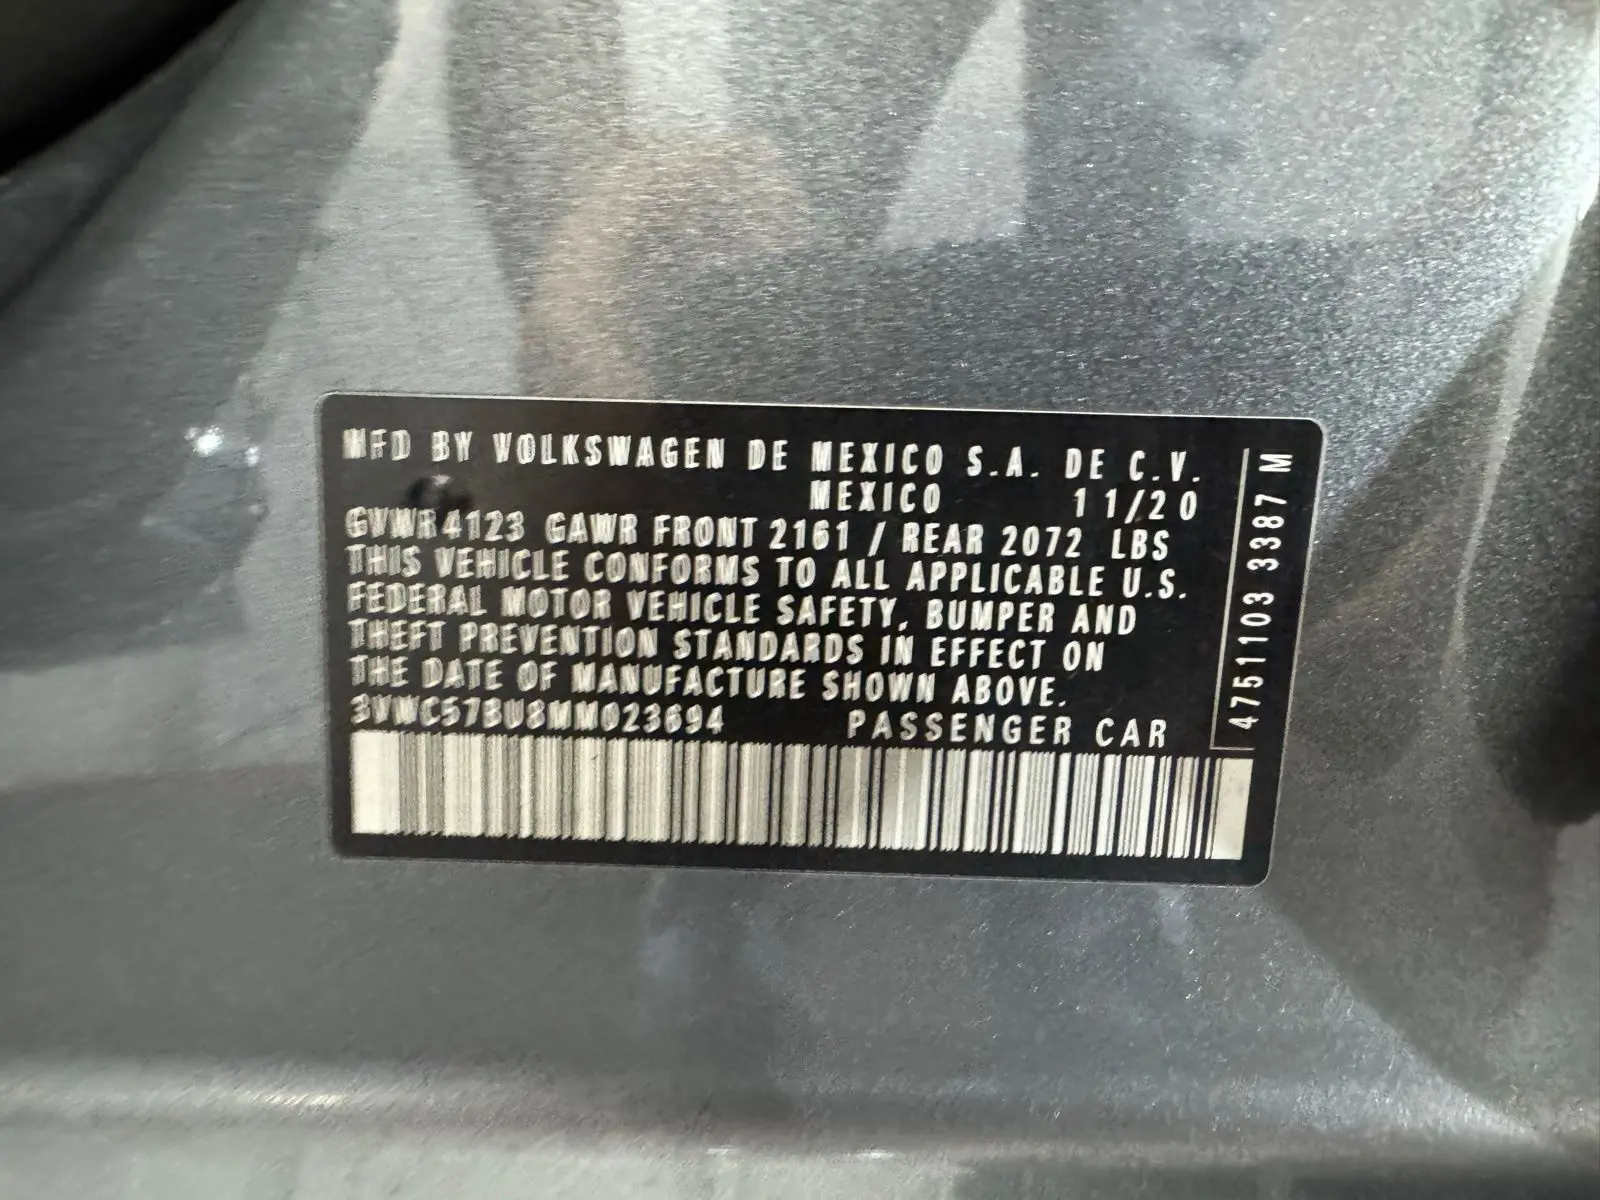 MFD BY VOLKSWAGEN DE MEXICO S.A. DE C.V.
MEXICO 11/20
GVWR 4123 GAWR FRONT 2161 / REAR 2072 LBS
THIS VEHICLE CONFORMS TO ALL APPLICABLE U.S.
FEDERAL MOTOR VEHICLE SAFETY, BUMPER AND
THEFT PREVENTION STANDARDS IN EFFECT ON
THE DATE OF MANUFACTURE SHOWN ABOVE.
3VWC57BU8MM023694 PASSENGER CAR
4751103 3387 M